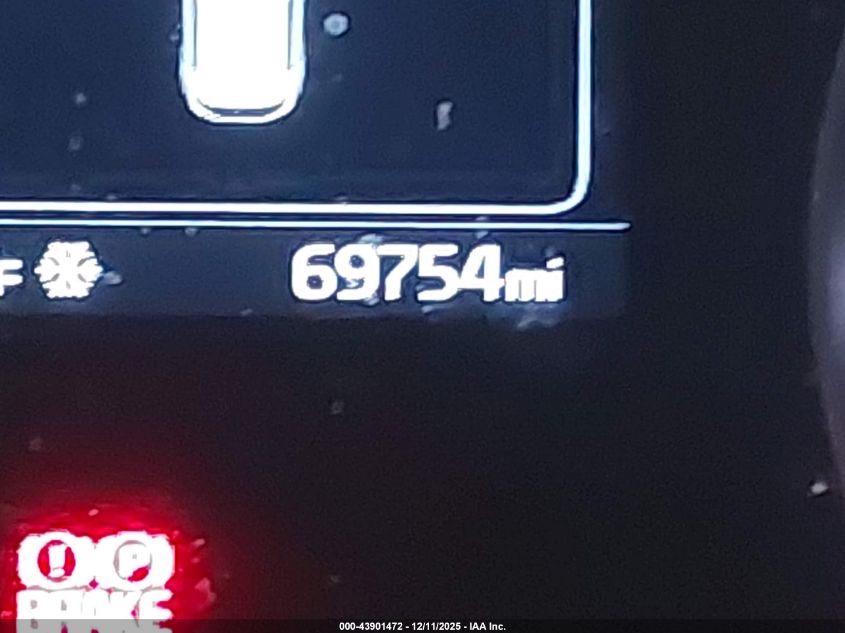 F
69754mi
! P
BRAKE
000-43901472 - 12/11/2025 - IAA Inc.